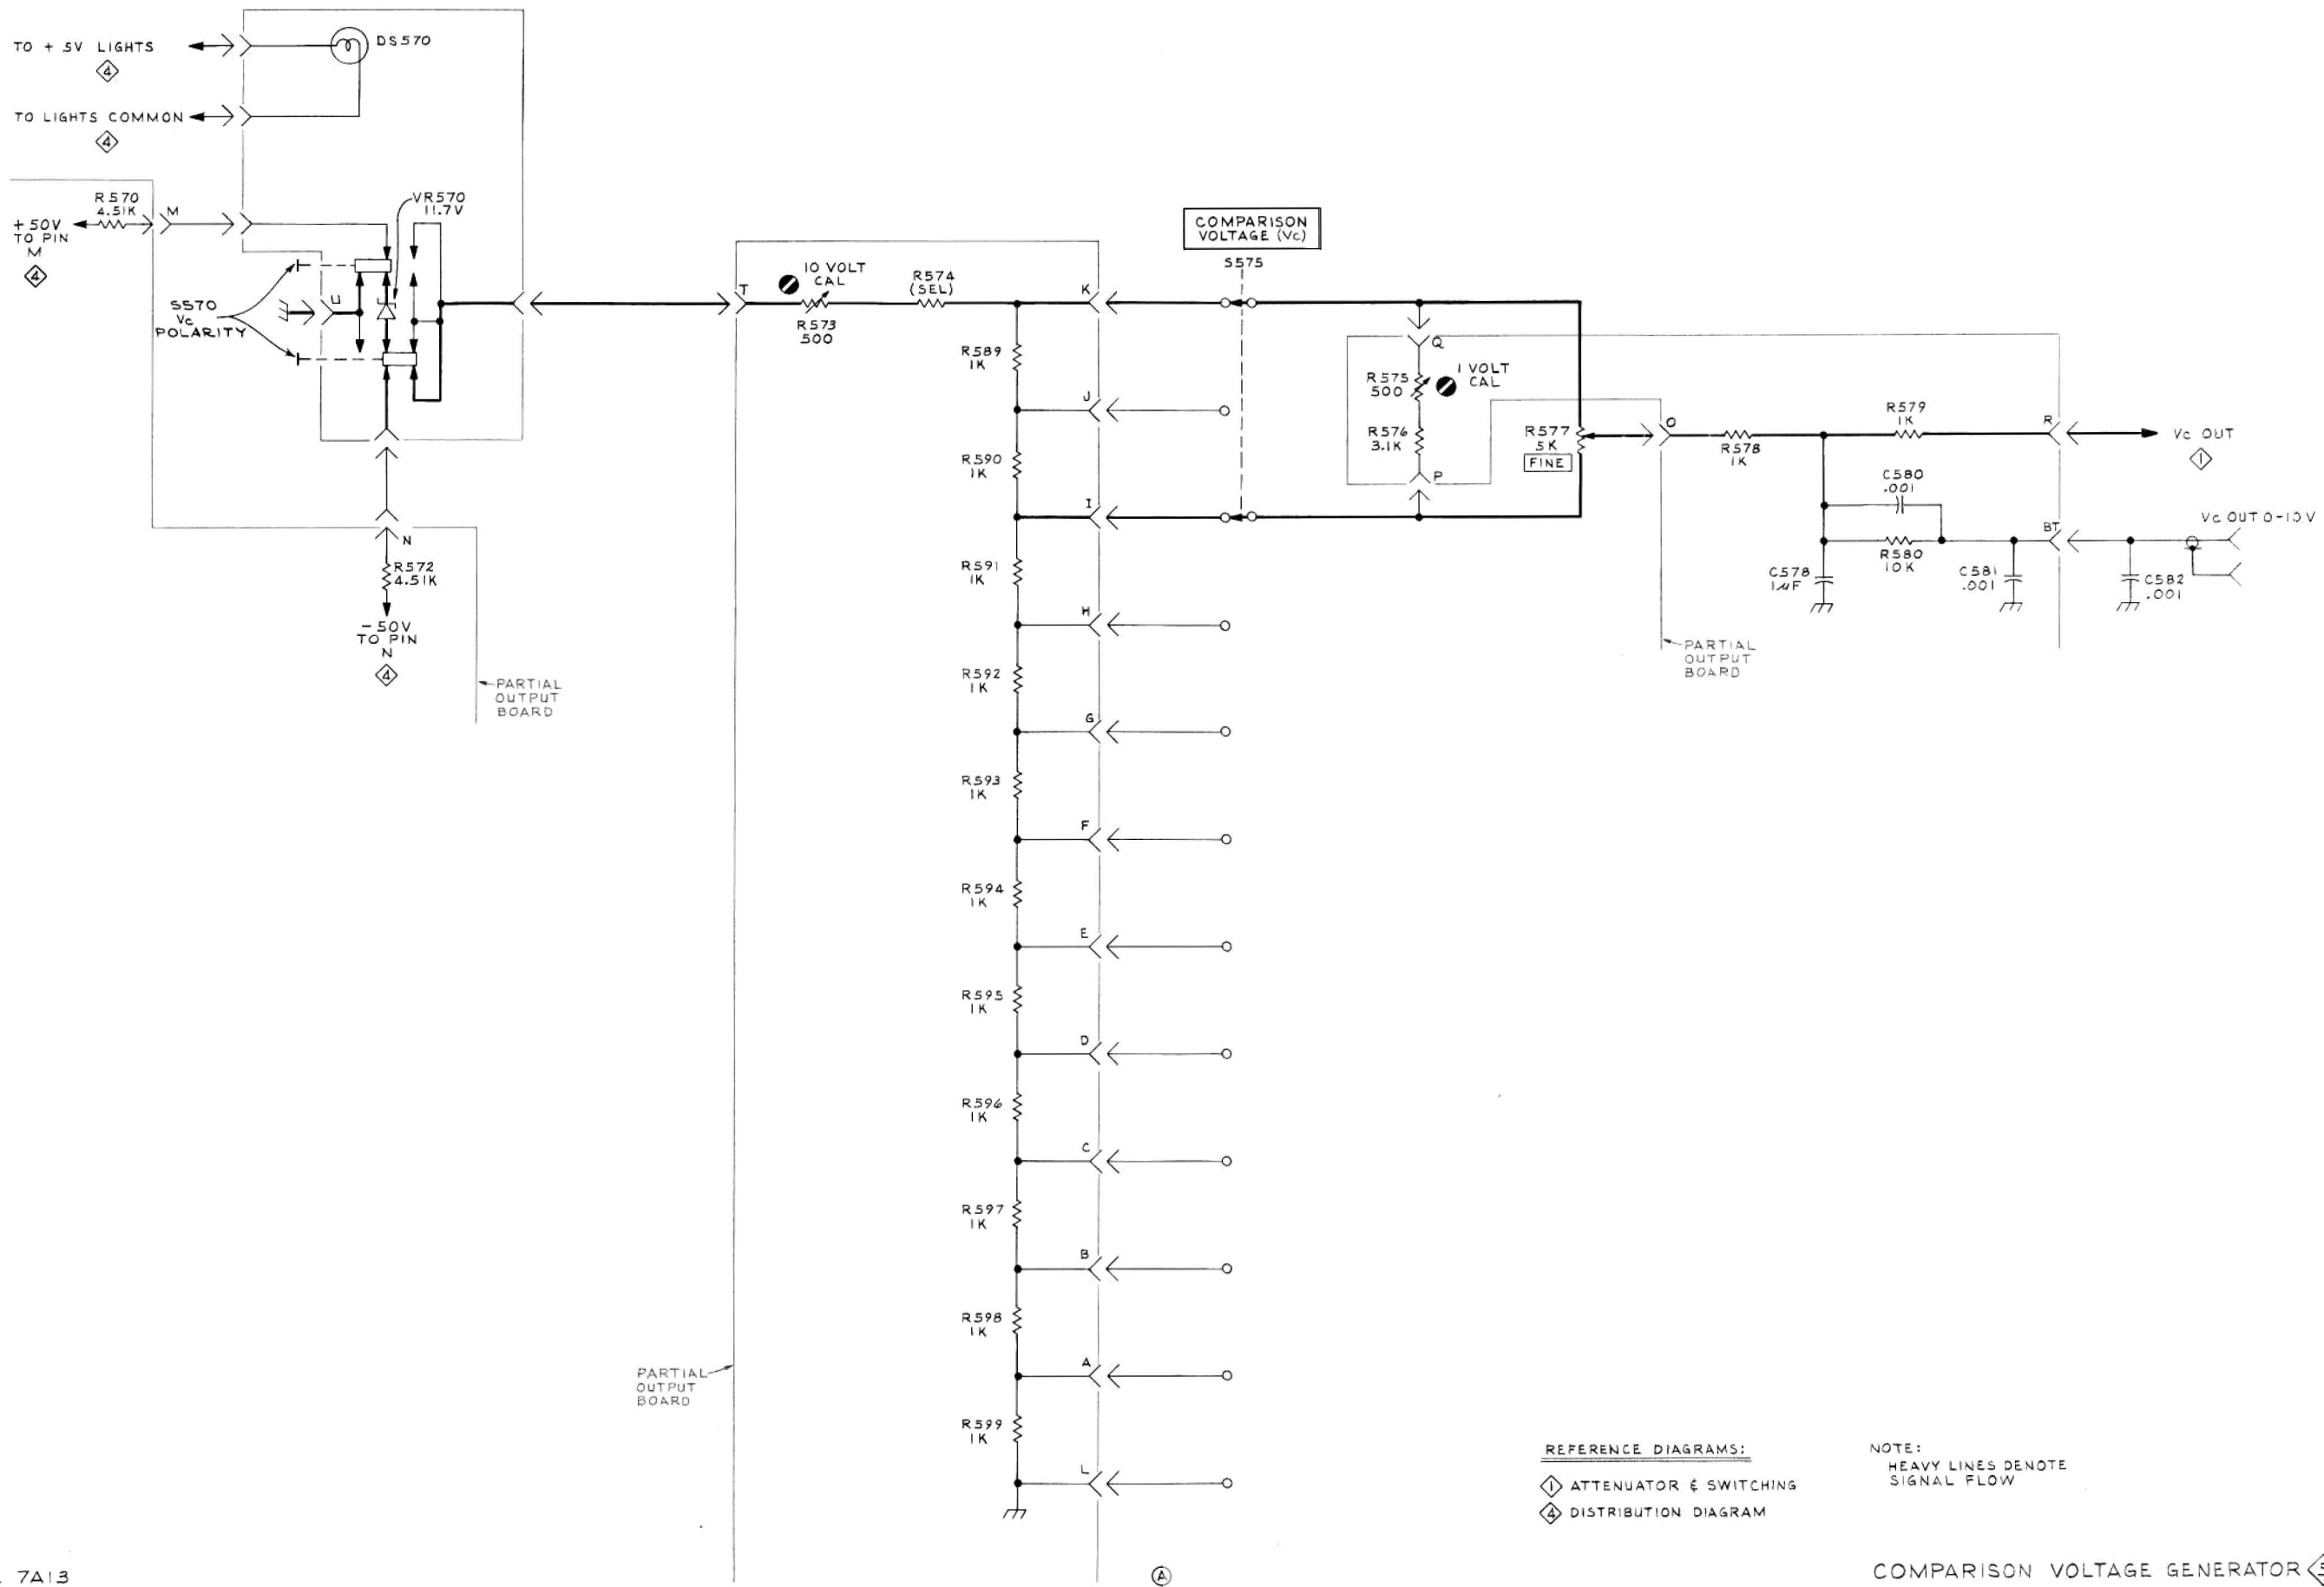 TO + 5V LIGHTS
4
DS570
TO LIGHTS COMMON
4
R570
4.51K
M
+50V
TO PIN
M
4
VR570
11.7V
S570
Vc
POLARITY
U
N
R572
4.51K
-50V
TO PIN
N
4
PARTIAL
OUTPUT
BOARD
T
10 VOLT
CAL
R573
500
R574
(SEL)
K
R589
1K
J
R590
1K
I
R591
1K
H
R592
1K
G
R593
1K
F
R594
1K
E
R595
1K
D
R596
1K
C
R597
1K
B
R598
1K
A
R599
1K
L
PARTIAL
OUTPUT
BOARD
COMPARISON
VOLTAGE (Vc)
S575
Q
R575
500
1 VOLT
CAL
R576
3.1K
P
R577
5K
FINE
O
R578
1K
R579
1K
R
Vc OUT
1
C580
.001
R580
10K
C578
1µF
C581
.001
BT
C582
.001
Vc OUT 0-10V
PARTIAL
OUTPUT
BOARD
REFERENCE DIAGRAMS:
1 ATTENUATOR & SWITCHING
4 DISTRIBUTION DIAGRAM
NOTE:
HEAVY LINES DENOTE
SIGNAL FLOW
7A13
A
COMPARISON VOLTAGE GENERATOR